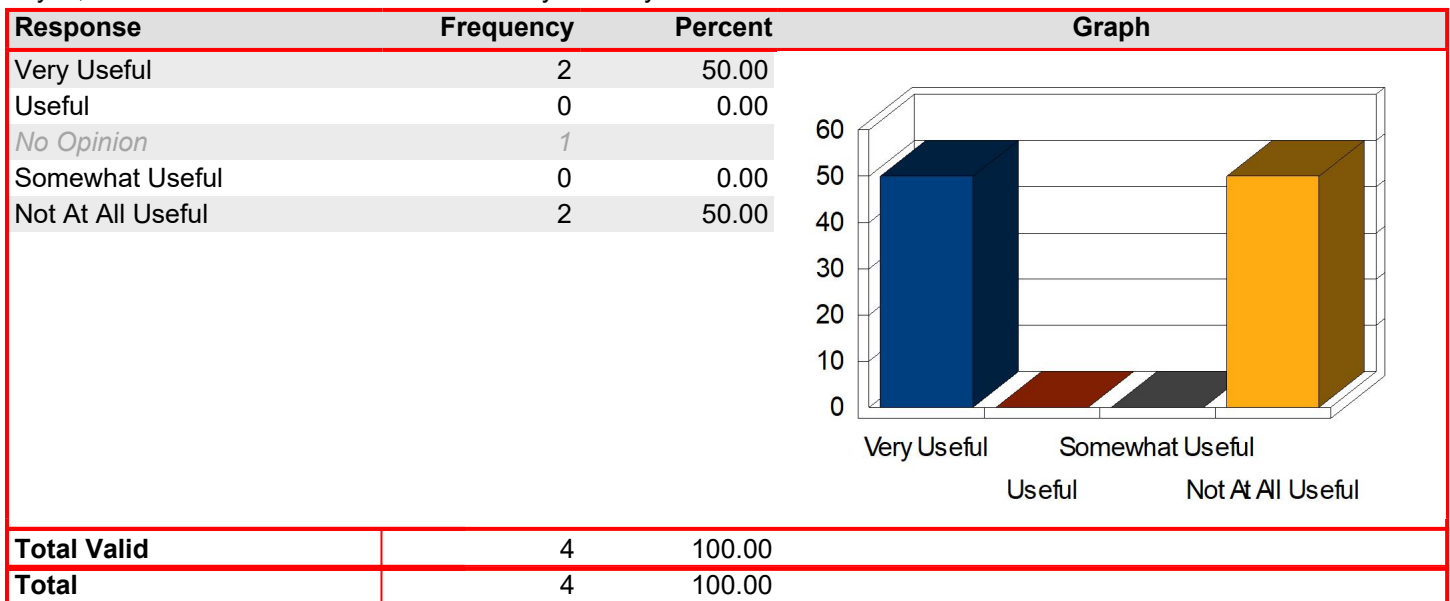 Response Frequency Percent Graph
Very Useful 2 50.00
Useful 0 0.00
No Opinion 1
Somewhat Useful 0 0.00
Not At All Useful 2 50.00
60
50
40
30
20
10
0
Very Useful Somewhat Useful
Useful Not At All Useful
Total Valid 4 100.00
Total 4 100.00